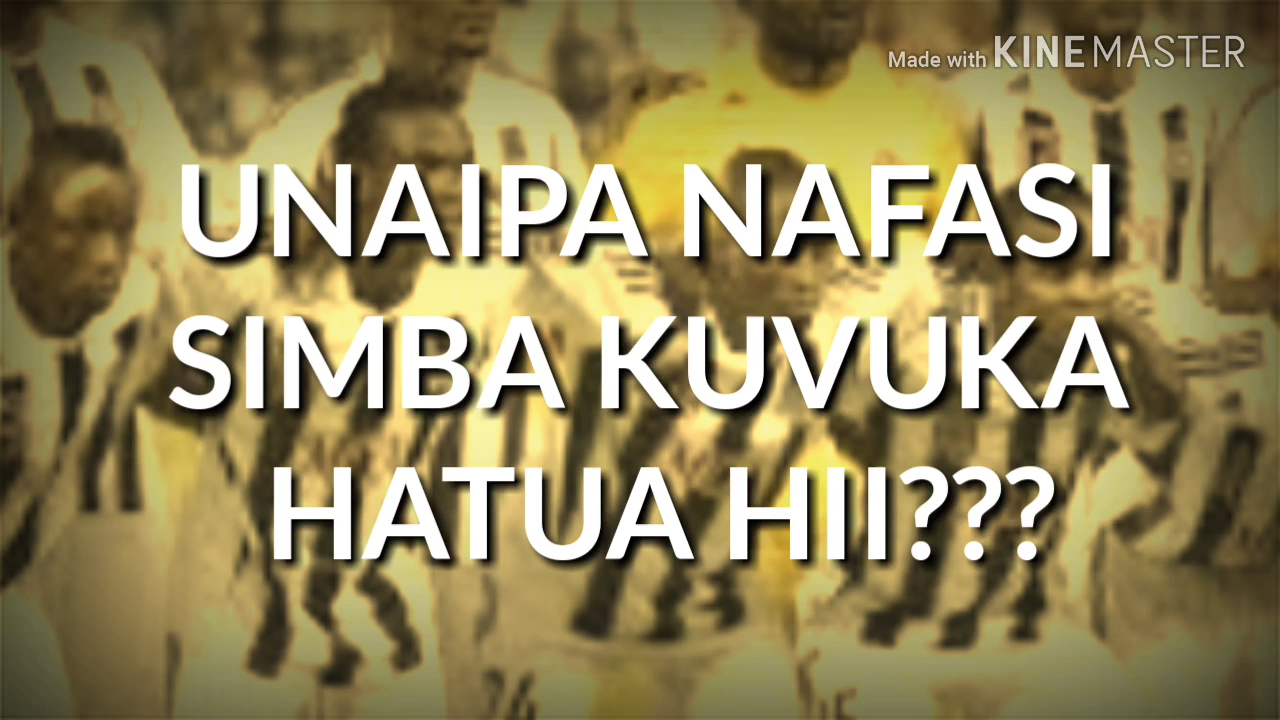 Made with KINEMASTER
UNAIPA NAFASI
SIMBA KUVUKA
HATUA HII???